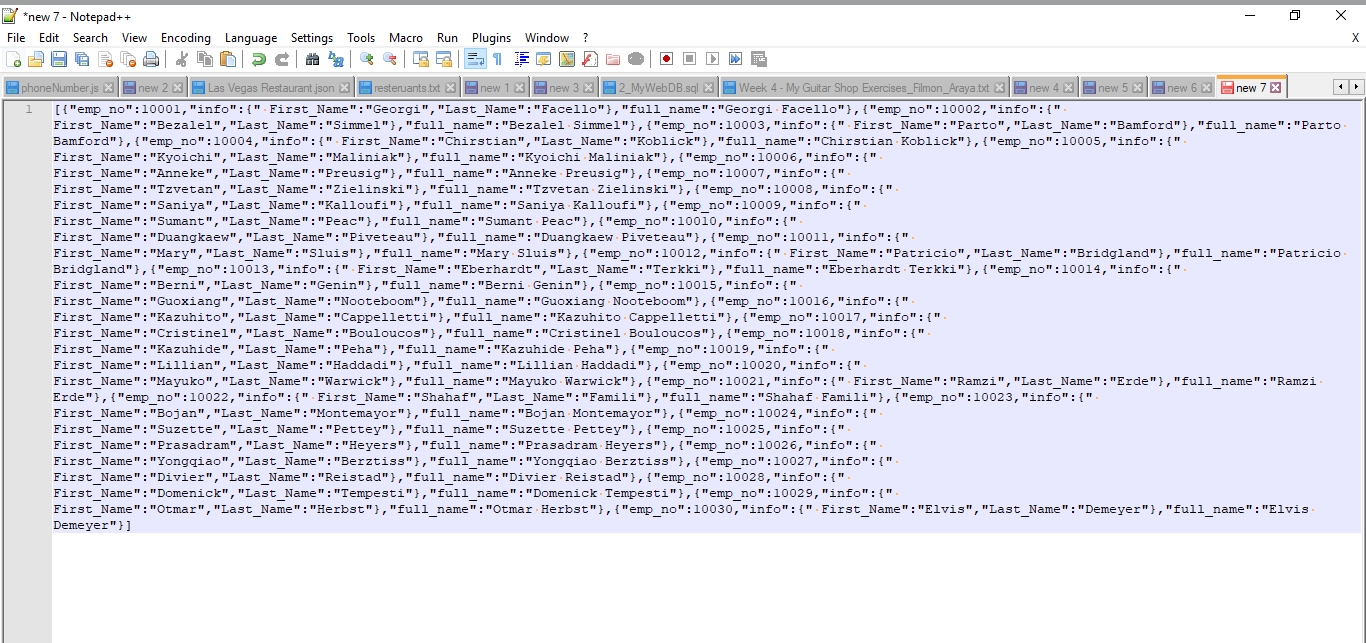 *new 7 - Notepad++
File Edit Search View Encoding Language Settings Tools Macro Run Plugins Window ? X
phoneNumber.js new 2 Las Vegas Restaurant.json resteruants.txt new 1 new 3 2_MyWebDB.sql Week 4 - My Guitar Shop Exercises_Filmon_Araya.txt new 4 new 5 new 6 new 7
1 [{"emp_no":10001,"info":{" First_Name":"Georgi","Last_Name":"Facello"},"full_name":"Georgi Facello"},{"emp_no":10002,"info":{"
First_Name":"Bezalel","Last_Name":"Simmel"},"full_name":"Bezalel Simmel"},{"emp_no":10003,"info":{" First_Name":"Parto","Last_Name":"Bamford"},"full_name":"Parto
Bamford"},{"emp_no":10004,"info":{" First_Name":"Chirstian","Last_Name":"Koblick"},"full_name":"Chirstian Koblick"},{"emp_no":10005,"info":{"
First_Name":"Kyoichi","Last_Name":"Maliniak"},"full_name":"Kyoichi Maliniak"},{"emp_no":10006,"info":{"
First_Name":"Anneke","Last_Name":"Preusig"},"full_name":"Anneke Preusig"},{"emp_no":10007,"info":{"
First_Name":"Tzvetan","Last_Name":"Zielinski"},"full_name":"Tzvetan Zielinski"},{"emp_no":10008,"info":{"
First_Name":"Saniya","Last_Name":"Kalloufi"},"full_name":"Saniya Kalloufi"},{"emp_no":10009,"info":{"
First_Name":"Sumant","Last_Name":"Peac"},"full_name":"Sumant Peac"},{"emp_no":10010,"info":{"
First_Name":"Duangkaew","Last_Name":"Piveteau"},"full_name":"Duangkaew Piveteau"},{"emp_no":10011,"info":{"
First_Name":"Mary","Last_Name":"Sluis"},"full_name":"Mary Sluis"},{"emp_no":10012,"info":{" First_Name":"Patricio","Last_Name":"Bridgland"},"full_name":"Patricio
Bridgland"},{"emp_no":10013,"info":{" First_Name":"Eberhardt","Last_Name":"Terkki"},"full_name":"Eberhardt Terkki"},{"emp_no":10014,"info":{"
First_Name":"Berni","Last_Name":"Genin"},"full_name":"Berni Genin"},{"emp_no":10015,"info":{"
First_Name":"Guoxiang","Last_Name":"Nooteboom"},"full_name":"Guoxiang Nooteboom"},{"emp_no":10016,"info":{"
First_Name":"Kazuhito","Last_Name":"Cappelletti"},"full_name":"Kazuhito Cappelletti"},{"emp_no":10017,"info":{"
First_Name":"Cristinel","Last_Name":"Bouloucos"},"full_name":"Cristinel Bouloucos"},{"emp_no":10018,"info":{"
First_Name":"Kazuhide","Last_Name":"Peha"},"full_name":"Kazuhide Peha"},{"emp_no":10019,"info":{"
First_Name":"Lillian","Last_Name":"Haddadi"},"full_name":"Lillian Haddadi"},{"emp_no":10020,"info":{"
First_Name":"Mayuko","Last_Name":"Warwick"},"full_name":"Mayuko Warwick"},{"emp_no":10021,"info":{" First_Name":"Ramzi","Last_Name":"Erde"},"full_name":"Ramzi
Erde"},{"emp_no":10022,"info":{" First_Name":"Shahaf","Last_Name":"Famili"},"full_name":"Shahaf Famili"},{"emp_no":10023,"info":{"
First_Name":"Bojan","Last_Name":"Montemayor"},"full_name":"Bojan Montemayor"},{"emp_no":10024,"info":{"
First_Name":"Suzette","Last_Name":"Pettey"},"full_name":"Suzette Pettey"},{"emp_no":10025,"info":{"
First_Name":"Prasadram","Last_Name":"Heyers"},"full_name":"Prasadram Heyers"},{"emp_no":10026,"info":{"
First_Name":"Yongqiao","Last_Name":"Berztiss"},"full_name":"Yongqiao Berztiss"},{"emp_no":10027,"info":{"
First_Name":"Divier","Last_Name":"Reistad"},"full_name":"Divier Reistad"},{"emp_no":10028,"info":{"
First_Name":"Domenick","Last_Name":"Tempesti"},"full_name":"Domenick Tempesti"},{"emp_no":10029,"info":{"
First_Name":"Otmar","Last_Name":"Herbst"},"full_name":"Otmar Herbst"},{"emp_no":10030,"info":{" First_Name":"Elvis","Last_Name":"Demeyer"},"full_name":"Elvis
Demeyer"}]